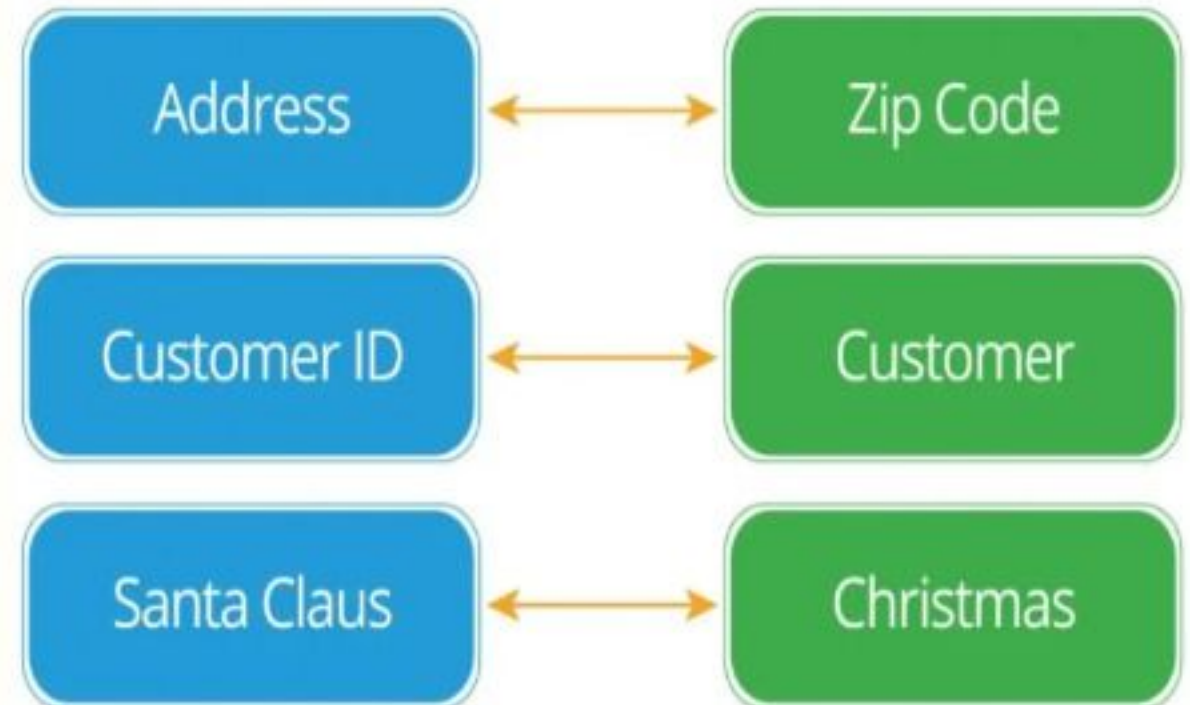 Address
Zip Code
Customer ID
Customer
Santa Claus
Christmas